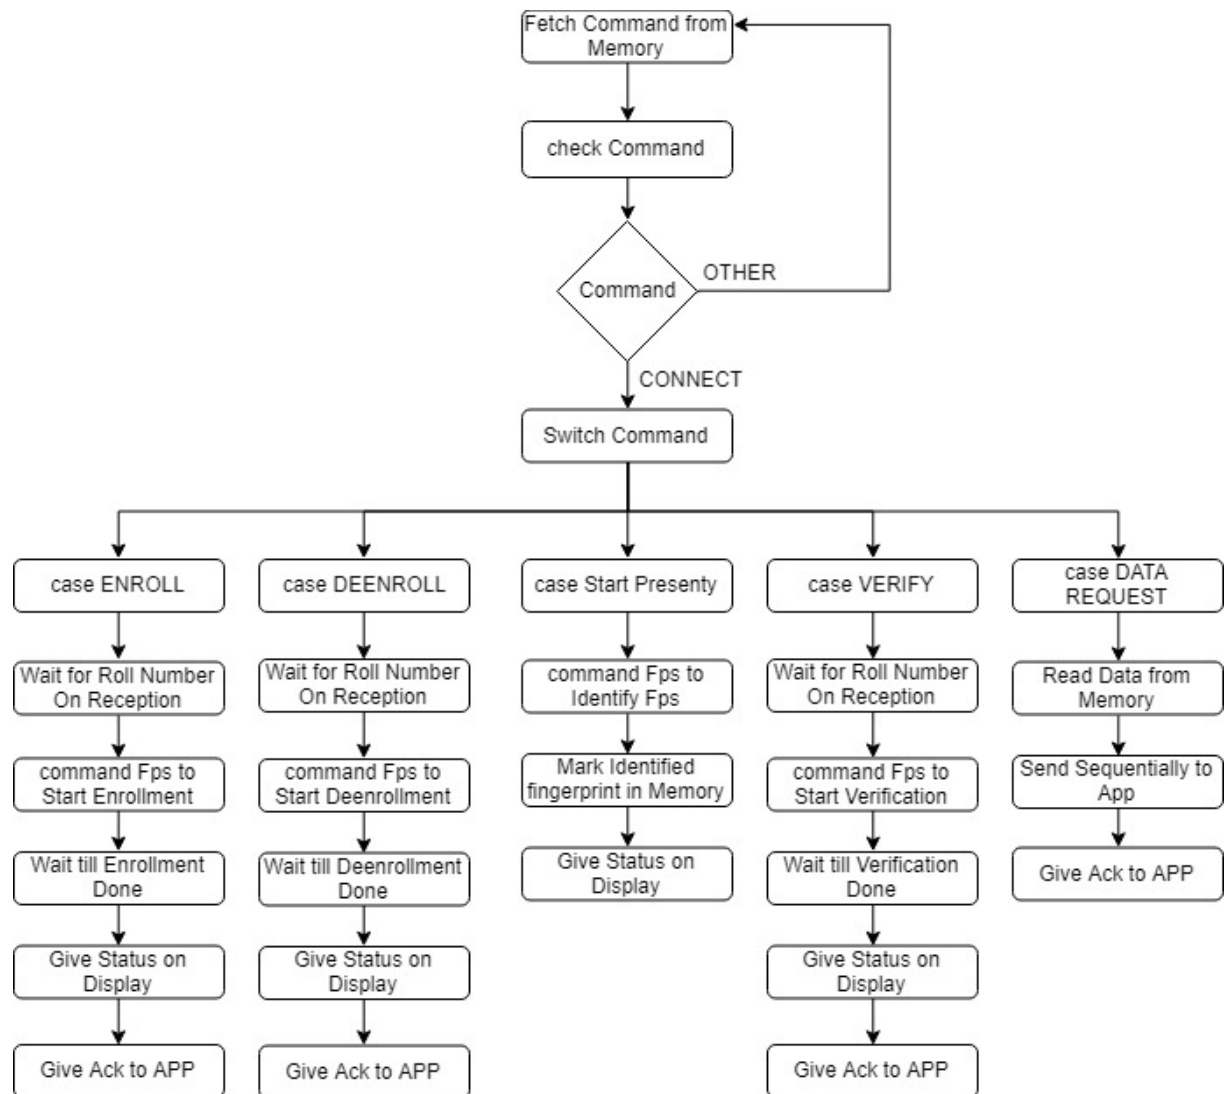 Fetch Command from
Memory
check Command
Command
OTHER
CONNECT
Switch Command
case ENROLL
Wait for Roll Number
On Reception
command Fps to
Start Enrollment
Wait till Enrollment
Done
Give Status on
Display
Give Ack to APP
case DEENROLL
Wait for Roll Number
On Reception
command Fps to
Start Deenrollment
Wait till Deenrollment
Done
Give Status on
Display
Give Ack to APP
case Start Presenty
command Fps to
Identify Fps
Mark Identified
fingerprint in Memory
Give Status on
Display
case VERIFY
Wait for Roll Number
On Reception
command Fps to
Start Verification
Wait till Verification
Done
Give Status on
Display
Give Ack to APP
case DATA
REQUEST
Read Data from
Memory
Send Sequentially to
App
Give Ack to APP